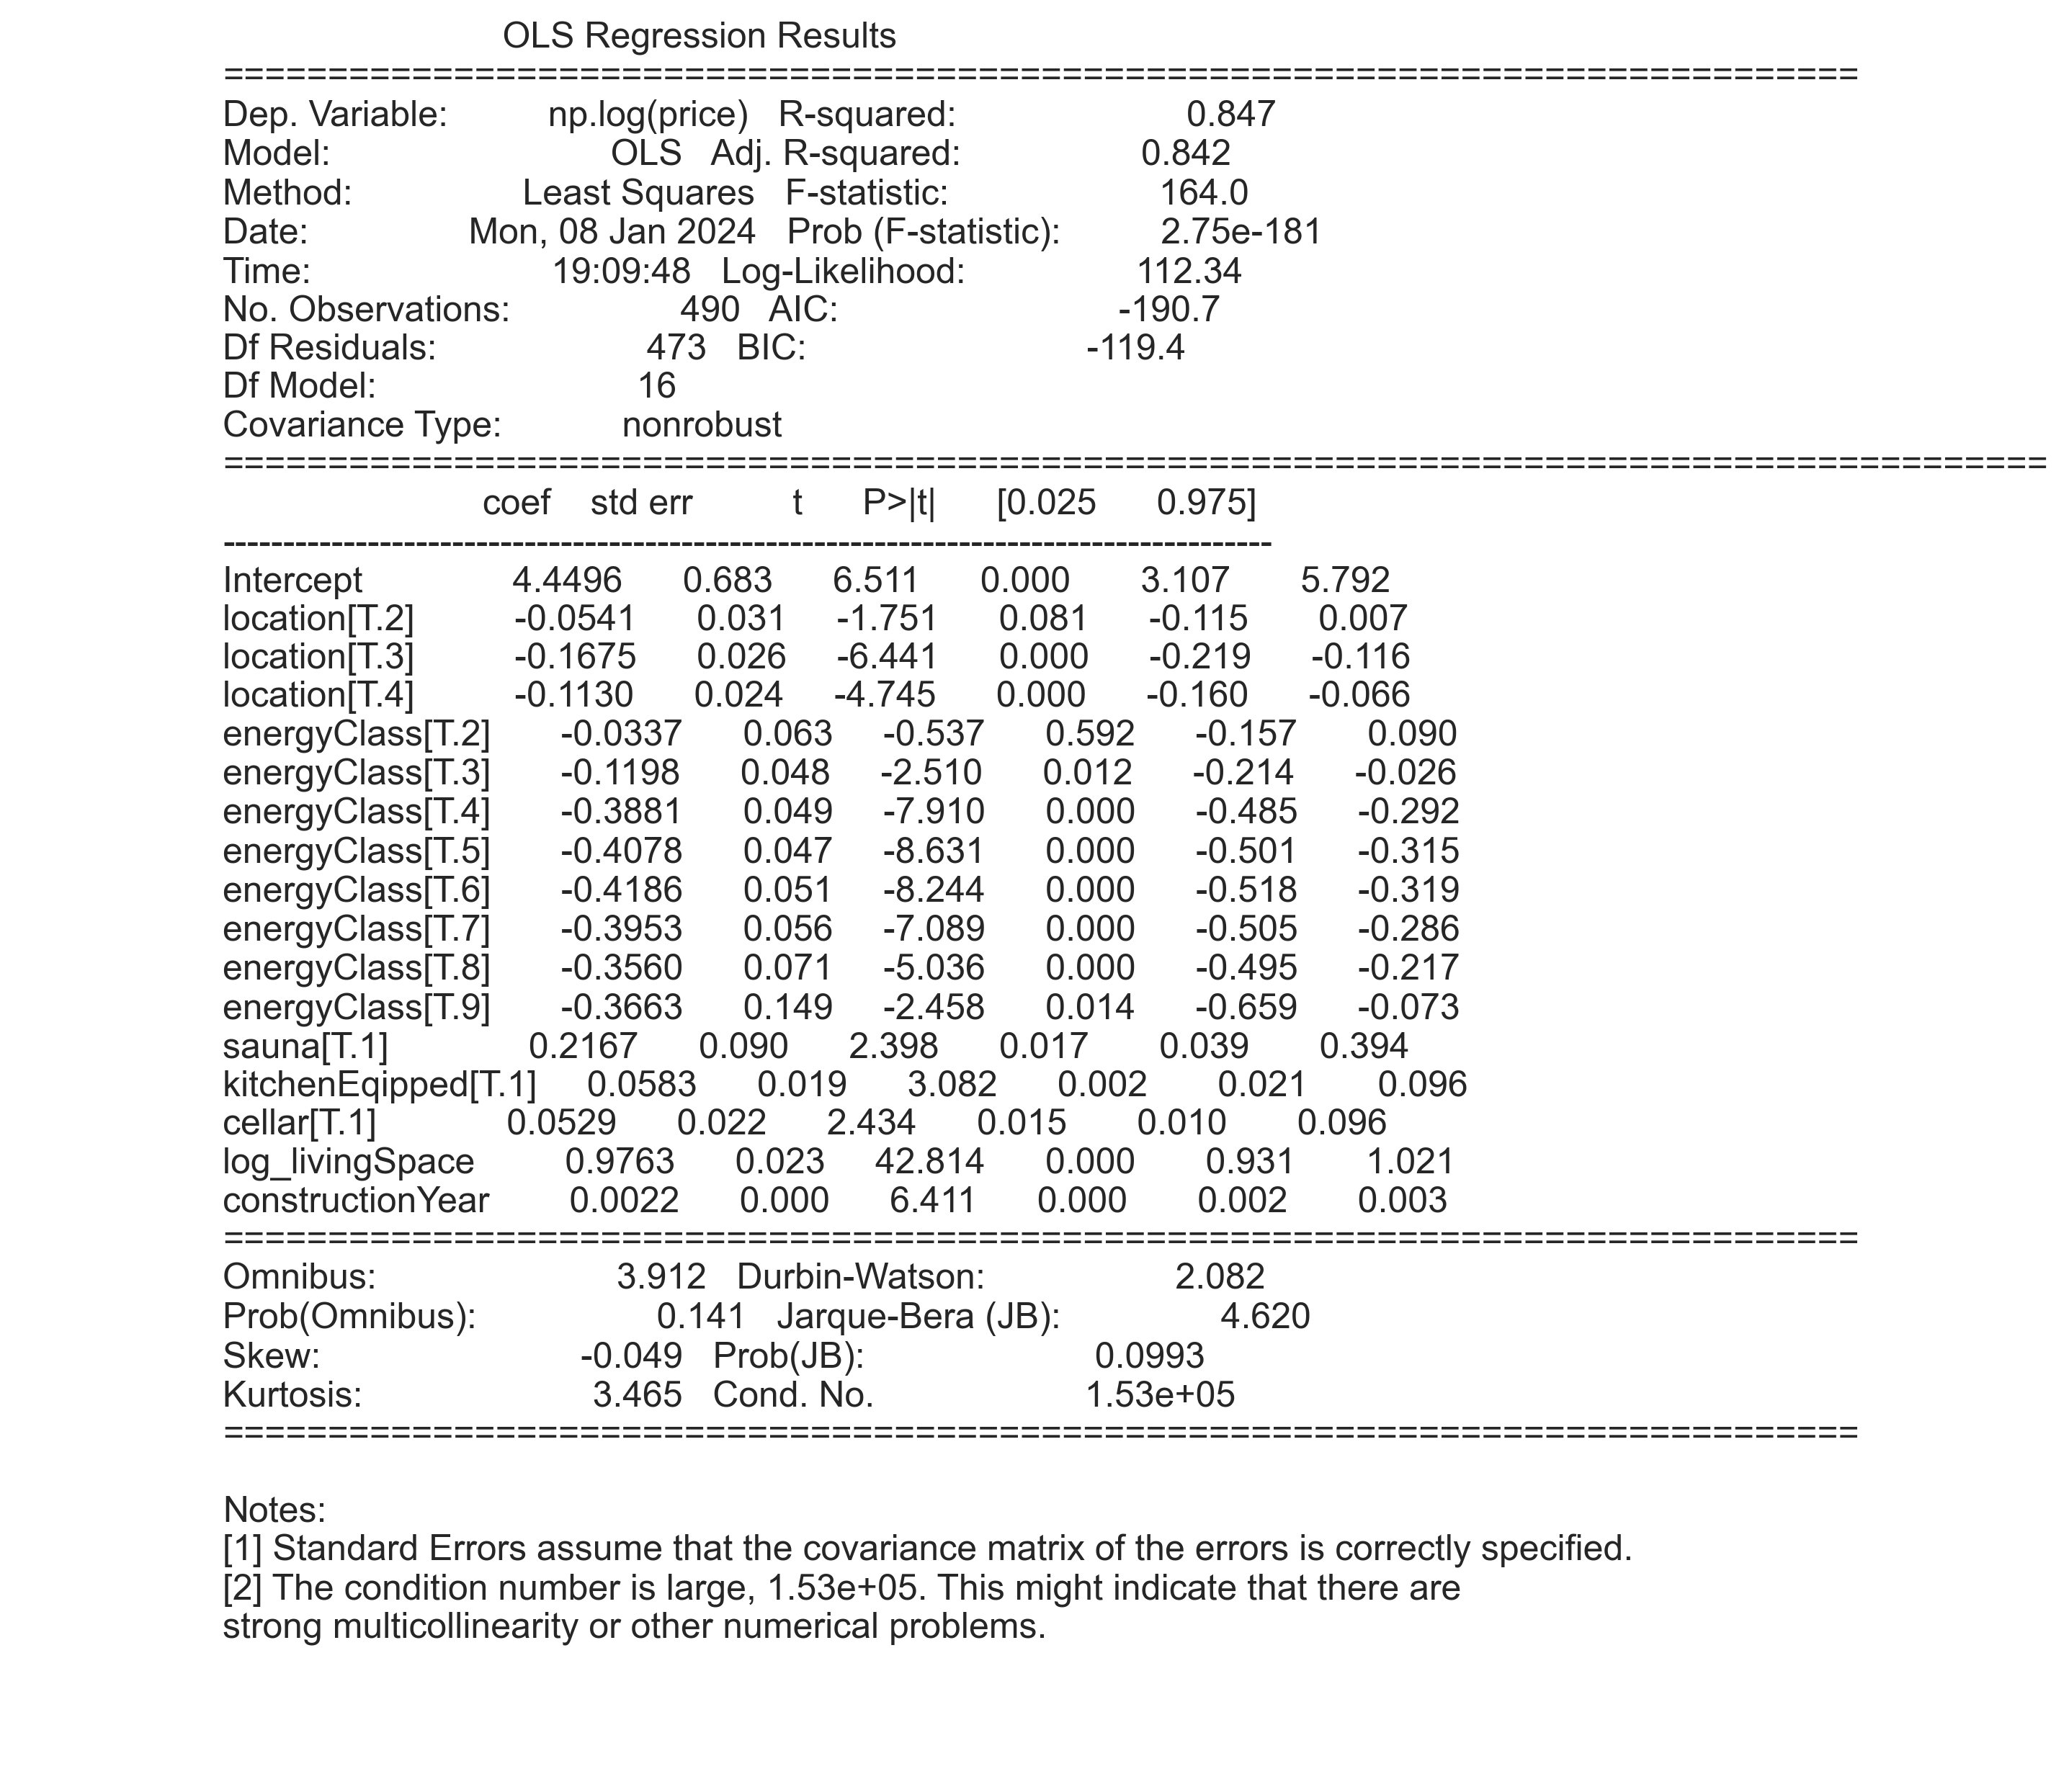 OLS Regression Results
==============================================================================
Dep. Variable: np.log(price) R-squared: 0.847
Model: OLS Adj. R-squared: 0.842
Method: Least Squares F-statistic: 164.0
Date: Mon, 08 Jan 2024 Prob (F-statistic): 2.75e-181
Time: 19:09:48 Log-Likelihood: 112.34
No. Observations: 490 AIC: -190.7
Df Residuals: 473 BIC: -119.4
Df Model: 16
Covariance Type: nonrobust
=======================================================================================
coef std err t P>|t| [0.025 0.975]
---------------------------------------------------------------------------------------
Intercept 4.4496 0.683 6.511 0.000 3.107 5.792
location[T.2] -0.0541 0.031 -1.751 0.081 -0.115 0.007
location[T.3] -0.1675 0.026 -6.441 0.000 -0.219 -0.116
location[T.4] -0.1130 0.024 -4.745 0.000 -0.160 -0.066
energyClass[T.2] -0.0337 0.063 -0.537 0.592 -0.157 0.090
energyClass[T.3] -0.1198 0.048 -2.510 0.012 -0.214 -0.026
energyClass[T.4] -0.3881 0.049 -7.910 0.000 -0.485 -0.292
energyClass[T.5] -0.4078 0.047 -8.631 0.000 -0.501 -0.315
energyClass[T.6] -0.4186 0.051 -8.244 0.000 -0.518 -0.319
energyClass[T.7] -0.3953 0.056 -7.089 0.000 -0.505 -0.286
energyClass[T.8] -0.3560 0.071 -5.036 0.000 -0.495 -0.217
energyClass[T.9] -0.3663 0.149 -2.458 0.014 -0.659 -0.073
sauna[T.1] 0.2167 0.090 2.398 0.017 0.039 0.394
kitchenEqipped[T.1] 0.0583 0.019 3.082 0.002 0.021 0.096
cellar[T.1] 0.0529 0.022 2.434 0.015 0.010 0.096
log_livingSpace 0.9763 0.023 42.814 0.000 0.931 1.021
constructionYear 0.0022 0.000 6.411 0.000 0.002 0.003
==============================================================================
Omnibus: 3.912 Durbin-Watson: 2.082
Prob(Omnibus): 0.141 Jarque-Bera (JB): 4.620
Skew: -0.049 Prob(JB): 0.0993
Kurtosis: 3.465 Cond. No. 1.53e+05
==============================================================================
Notes:
[1] Standard Errors assume that the covariance matrix of the errors is correctly specified.
[2] The condition number is large, 1.53e+05. This might indicate that there are
strong multicollinearity or other numerical problems.